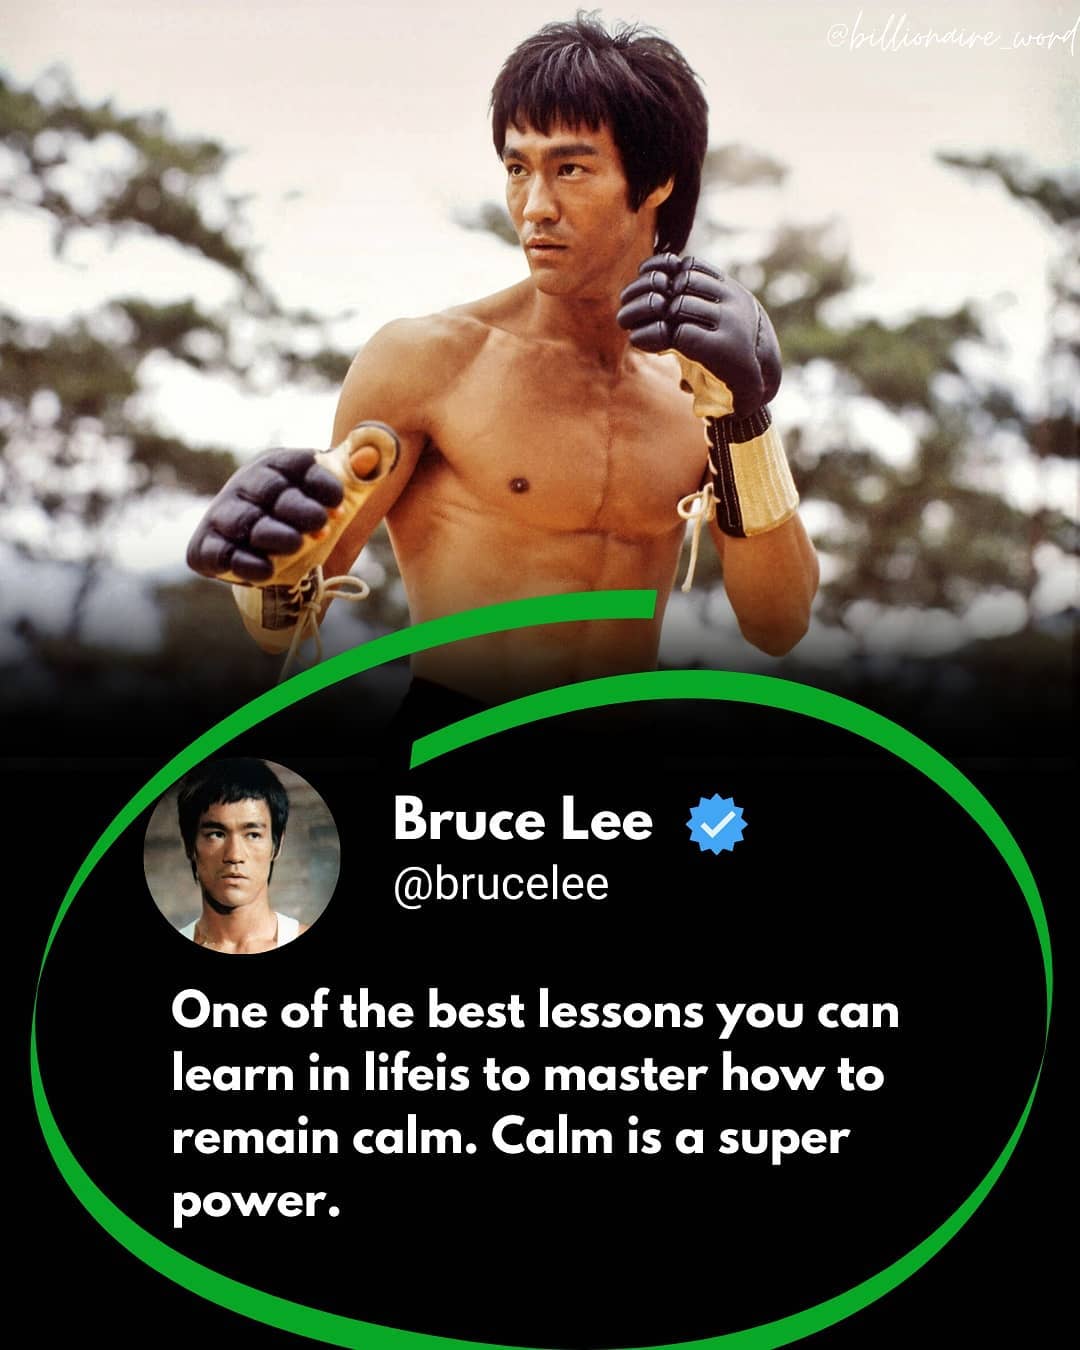 @billionaire_word
Bruce Lee
@brucelee
One of the best lessons you can
learn in lifeis to master how to
remain calm. Calm is a super
power.